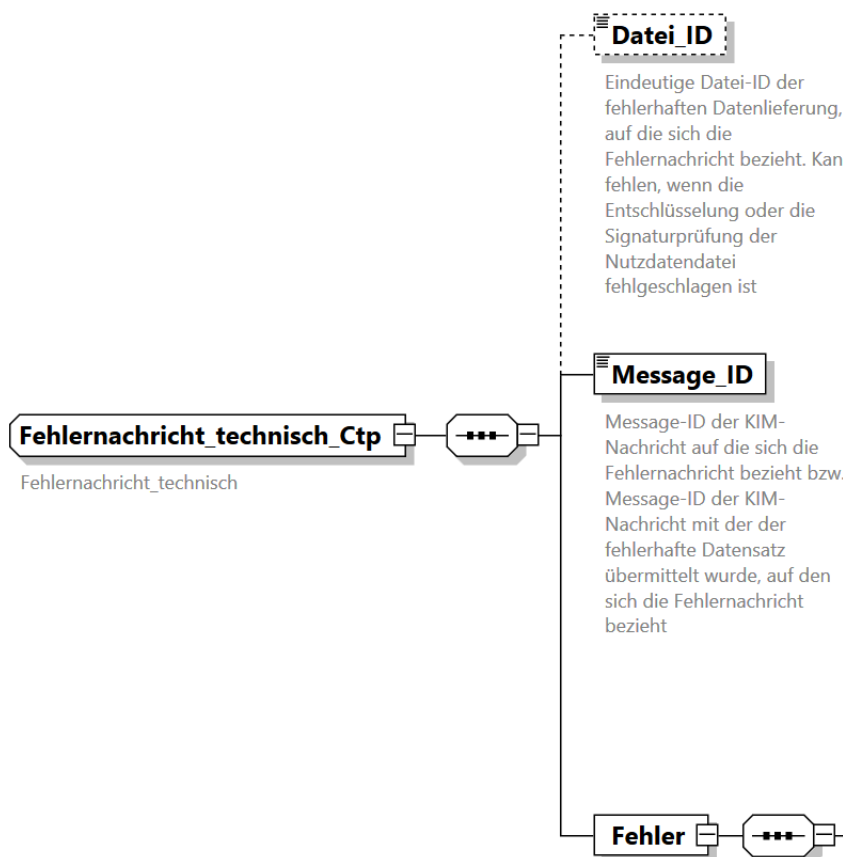 Datei_ID
Eindeutige Datei-ID der
fehlerhaften Datenlieferung,
auf die sich die
Fehlernachricht bezieht. Kan
fehlen, wenn die
Entschlüsselung oder die
Signaturprüfung der
Nutzdatendatei
fehlgeschlagen ist
Message_ID
Message-ID der KIM-
Nachricht auf die sich die
Fehlernachricht bezieht bzw.
Message-ID der KIM-
Nachricht mit der der
fehlerhafte Datensatz
übermittelt wurde, auf den
sich die Fehlernachricht
bezieht
Fehlernachricht_technisch_Ctp
Fehlernachricht_technisch
Fehler